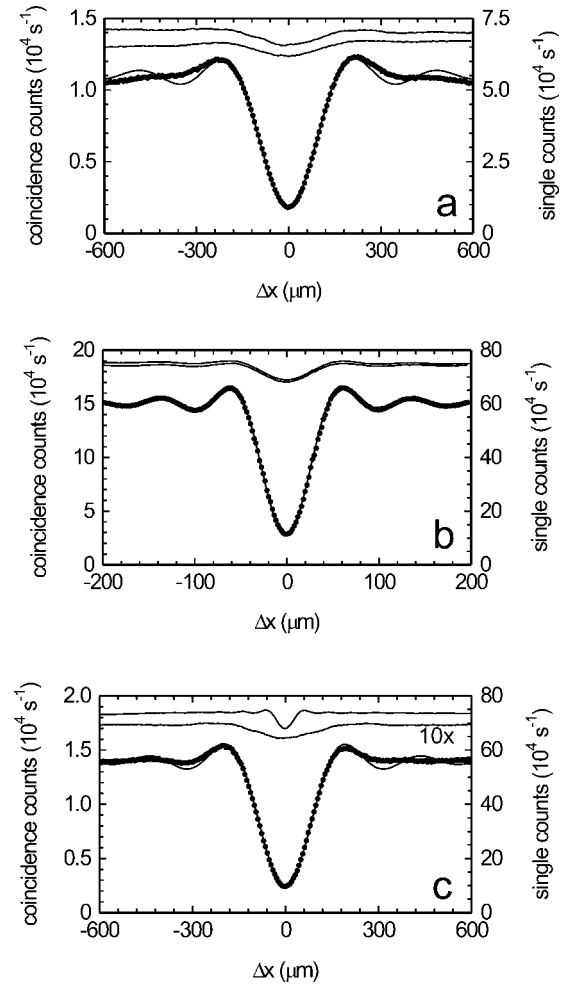 1.5
1.0
0.5
0
7.5
5.0
2.5
0
coincidence counts (10⁴ s⁻¹)
single counts (10⁴ s⁻¹)
a
-600 -300 0 300 600
Δx (μm)
20
15
10
5
0
80
60
40
20
0
coincidence counts (10⁴ s⁻¹)
single counts (10⁴ s⁻¹)
b
-200 -100 0 100 200
Δx (μm)
2.0
1.5
1.0
0.5
0
80
60
40
20
0
coincidence counts (10⁴ s⁻¹)
single counts (10⁴ s⁻¹)
10x
c
-600 -300 0 300 600
Δx (μm)